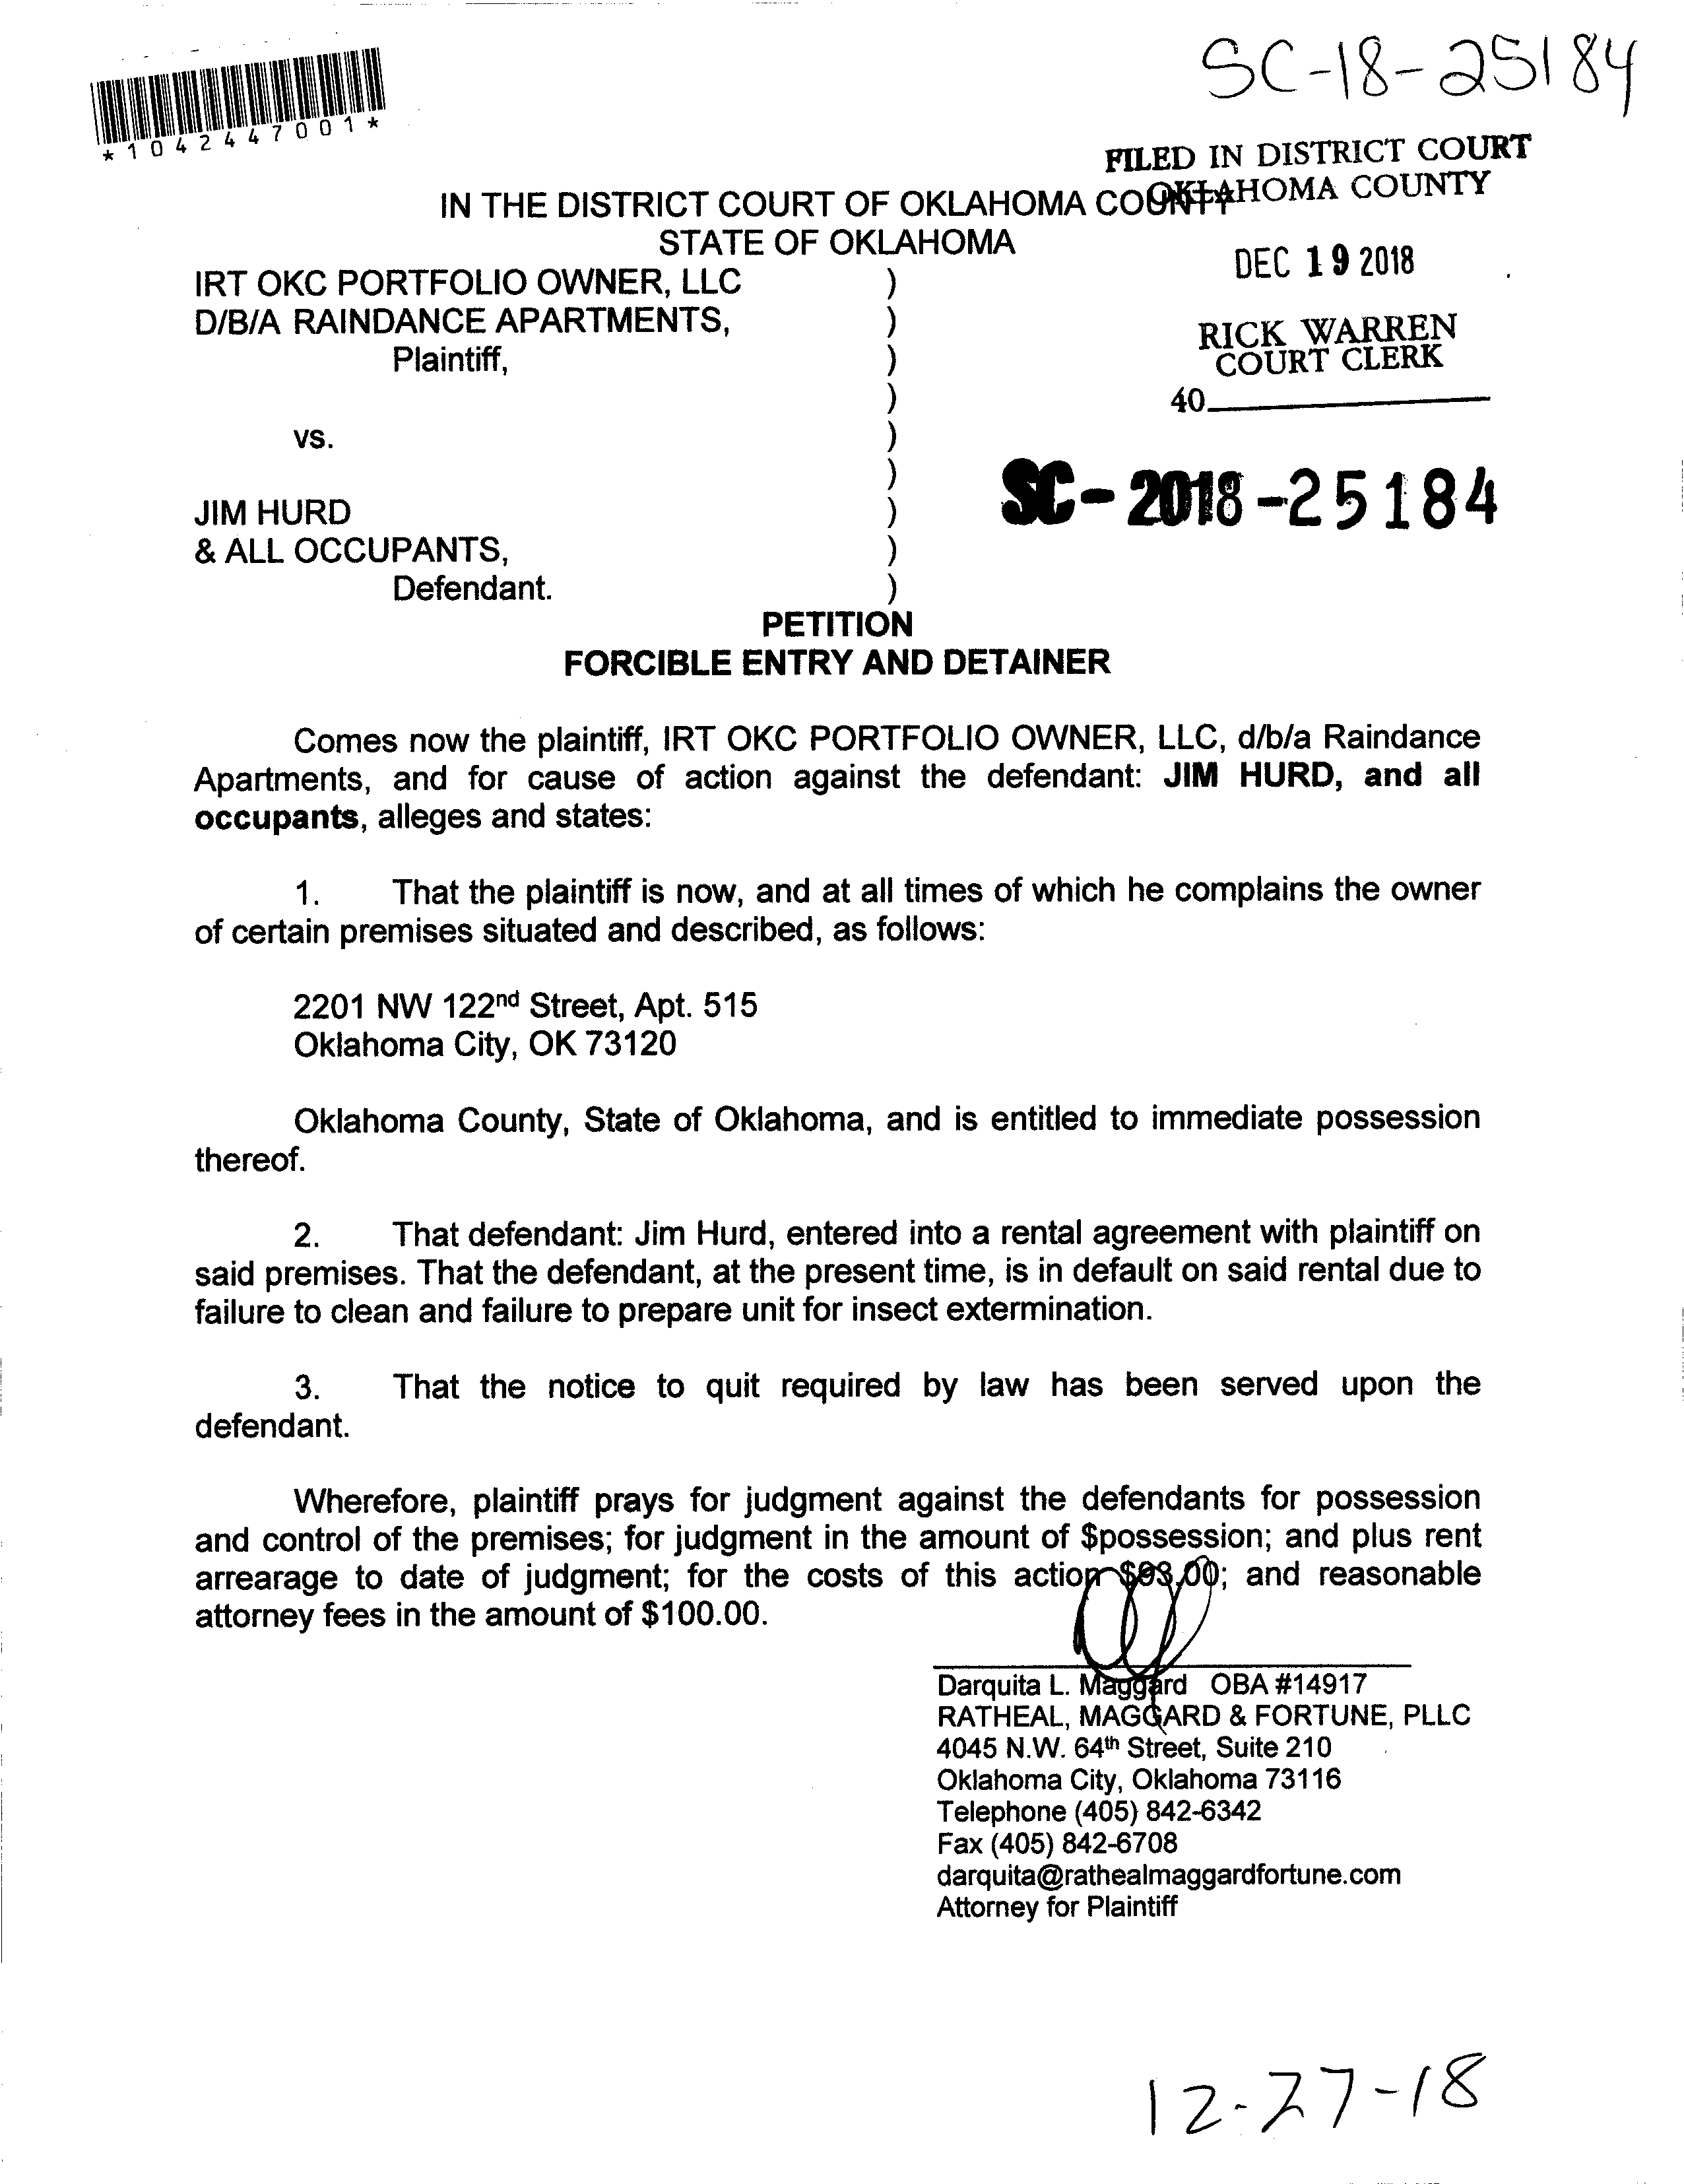 SC-18-25184
*1042447001*
FILED IN DISTRICT COURT
OKLAHOMA COUNTY
IN THE DISTRICT COURT OF OKLAHOMA COUNTY
STATE OF OKLAHOMA
DEC 19 2018
IRT OKC PORTFOLIO OWNER, LLC )
D/B/A RAINDANCE APARTMENTS, )
Plaintiff, )
)
RICK WARREN
COURT CLERK
40
vs. )
)
SC-2018-25184
JIM HURD )
& ALL OCCUPANTS, )
Defendant. )
PETITION
FORCIBLE ENTRY AND DETAINER
Comes now the plaintiff, IRT OKC PORTFOLIO OWNER, LLC, d/b/a Raindance
Apartments, and for cause of action against the defendant: JIM HURD, and all
occupants, alleges and states:
1. That the plaintiff is now, and at all times of which he complains the owner
of certain premises situated and described, as follows:
2201 NW 122nd Street, Apt. 515
Oklahoma City, OK 73120
Oklahoma County, State of Oklahoma, and is entitled to immediate possession
thereof.
2. That defendant: Jim Hurd, entered into a rental agreement with plaintiff on
said premises. That the defendant, at the present time, is in default on said rental due to
failure to clean and failure to prepare unit for insect extermination.
3. That the notice to quit required by law has been served upon the
defendant.
Wherefore, plaintiff prays for judgment against the defendants for possession
and control of the premises; for judgment in the amount of $possession; and plus rent
arrearage to date of judgment; for the costs of this action $93.00; and reasonable
attorney fees in the amount of $100.00.
Darquita L. Maggard OBA #14917
RATHEAL, MAGGARD & FORTUNE, PLLC
4045 N.W. 64th Street, Suite 210
Oklahoma City, Oklahoma 73116
Telephone (405) 842-6342
Fax (405) 842-6708
darquita@rathealmaggardfortune.com
Attorney for Plaintiff
12-27-18